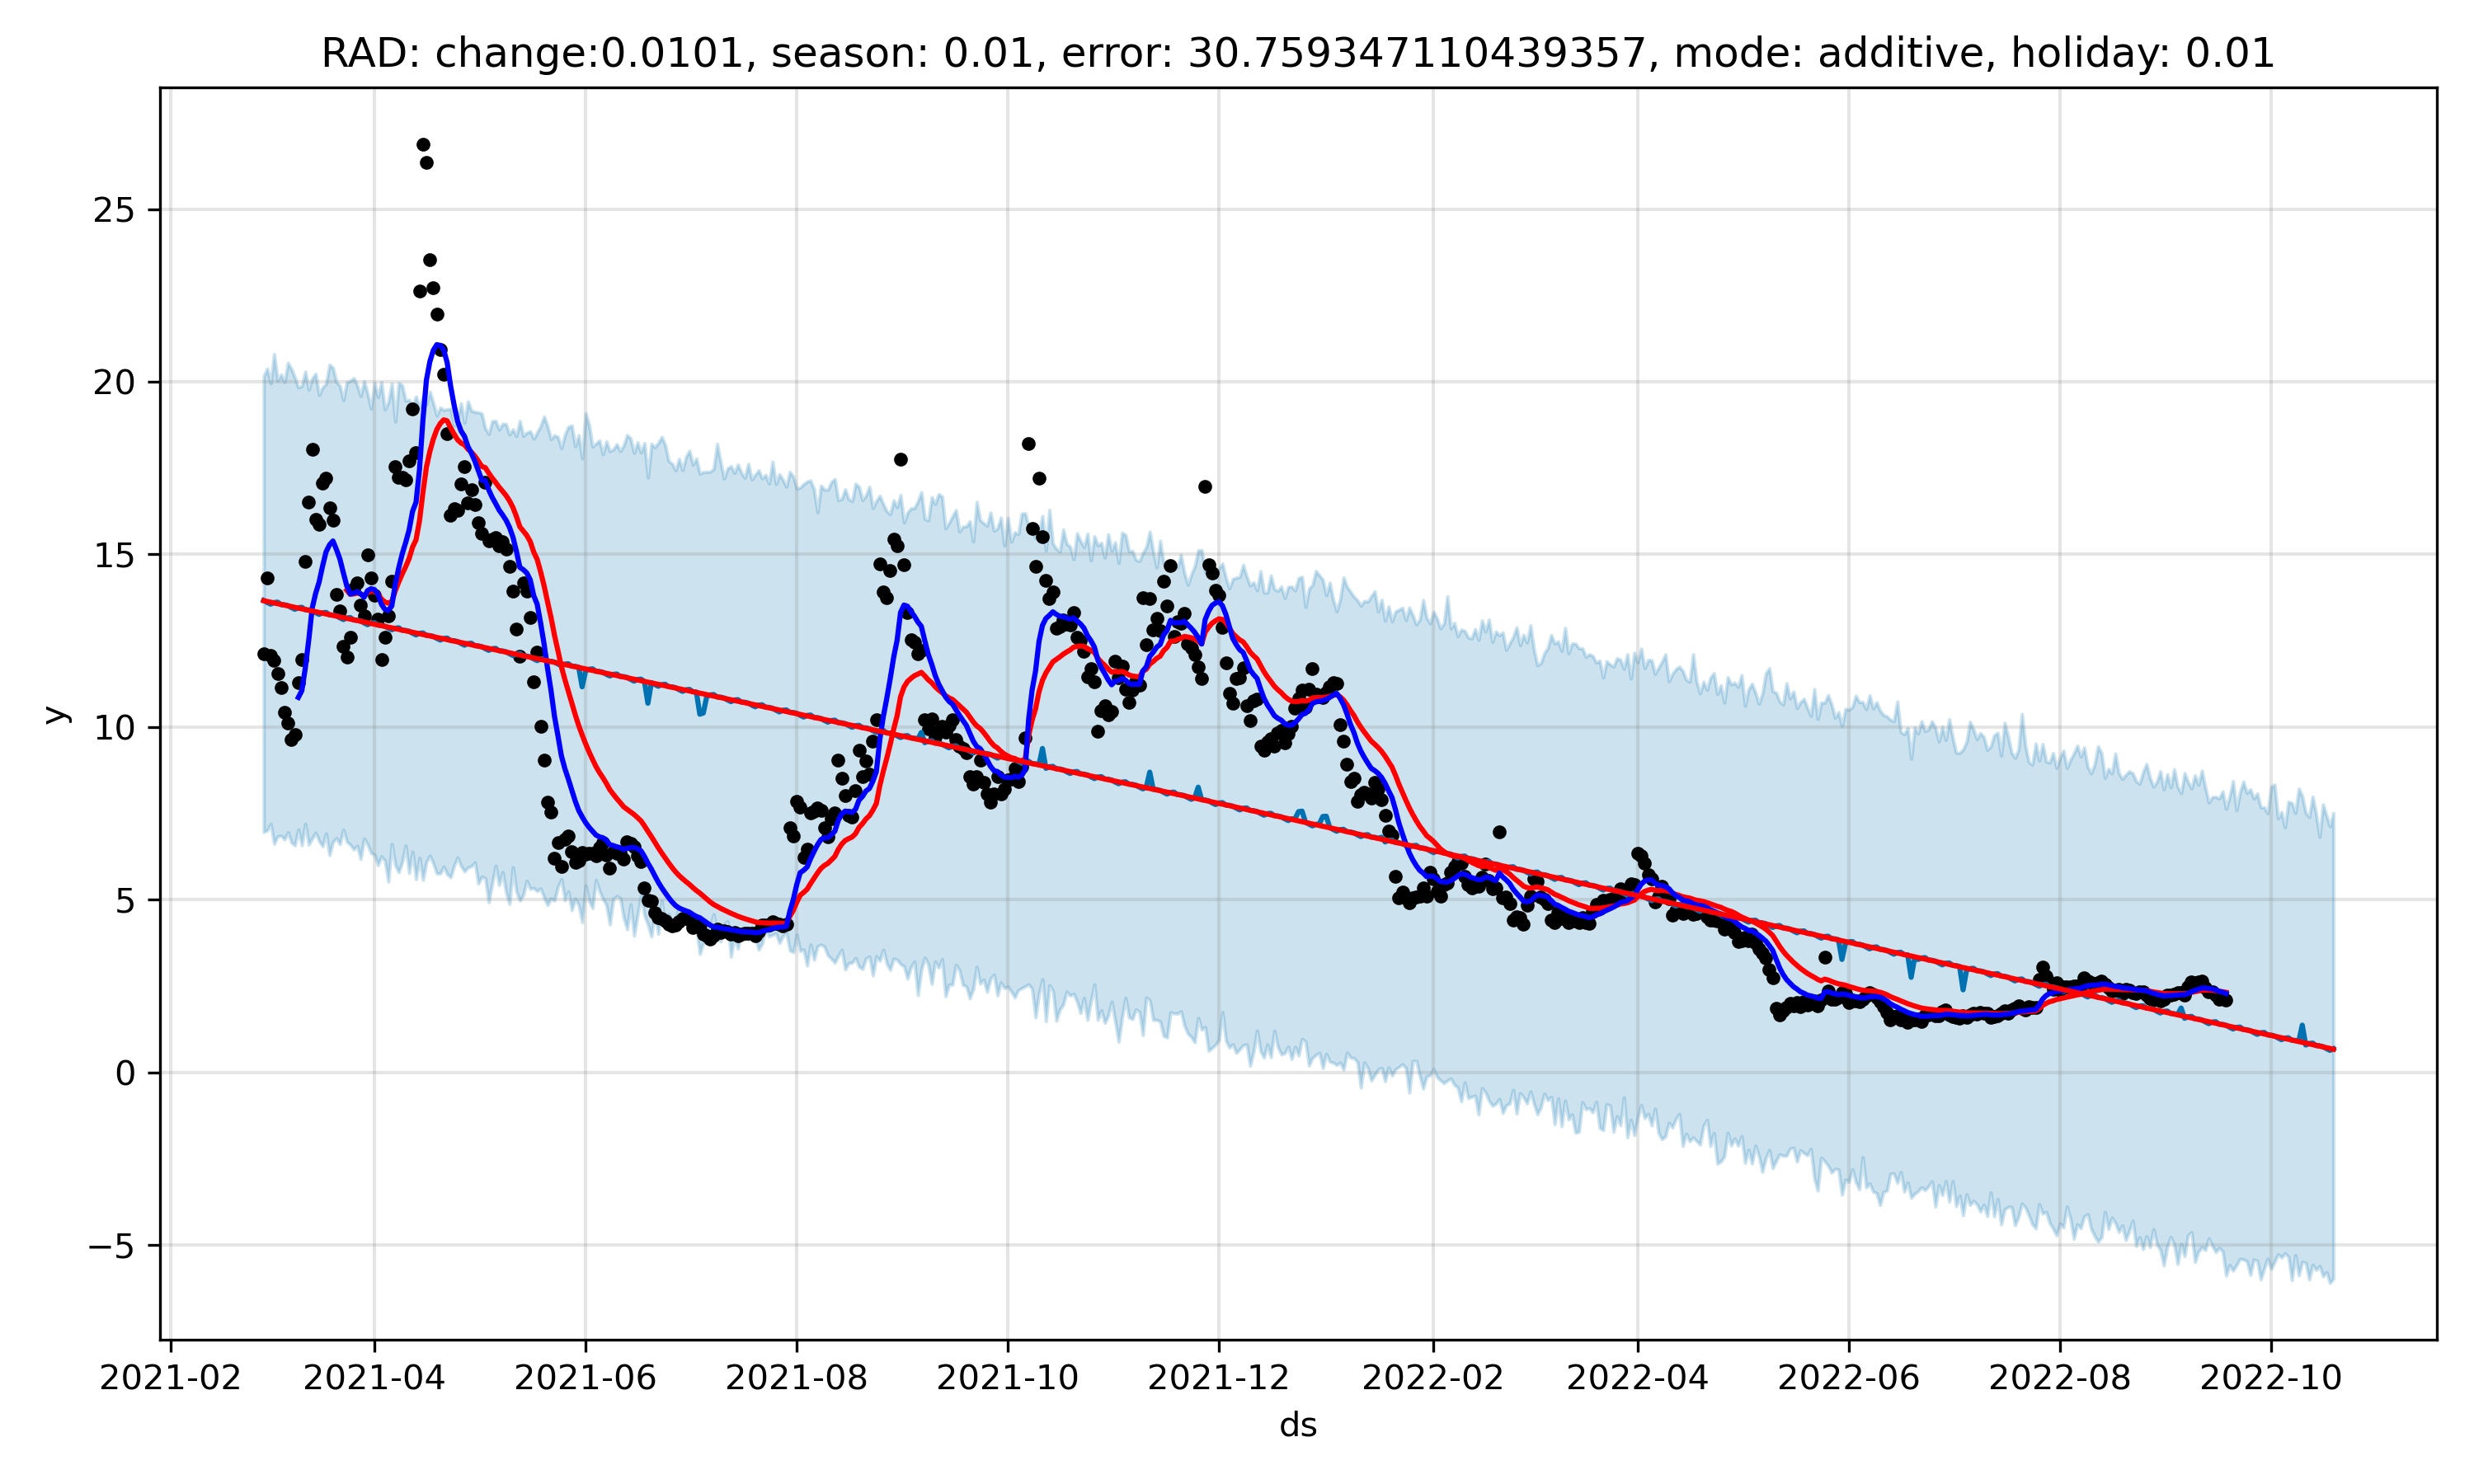 RAD: change:0.0101, season: 0.01, error: 30.759347110439357, mode: additive, holiday: 0.01
y
25
20
15
10
5
0
−5
2021-02 2021-04 2021-06 2021-08 2021-10 2021-12 2022-02 2022-04 2022-06 2022-08 2022-10
ds